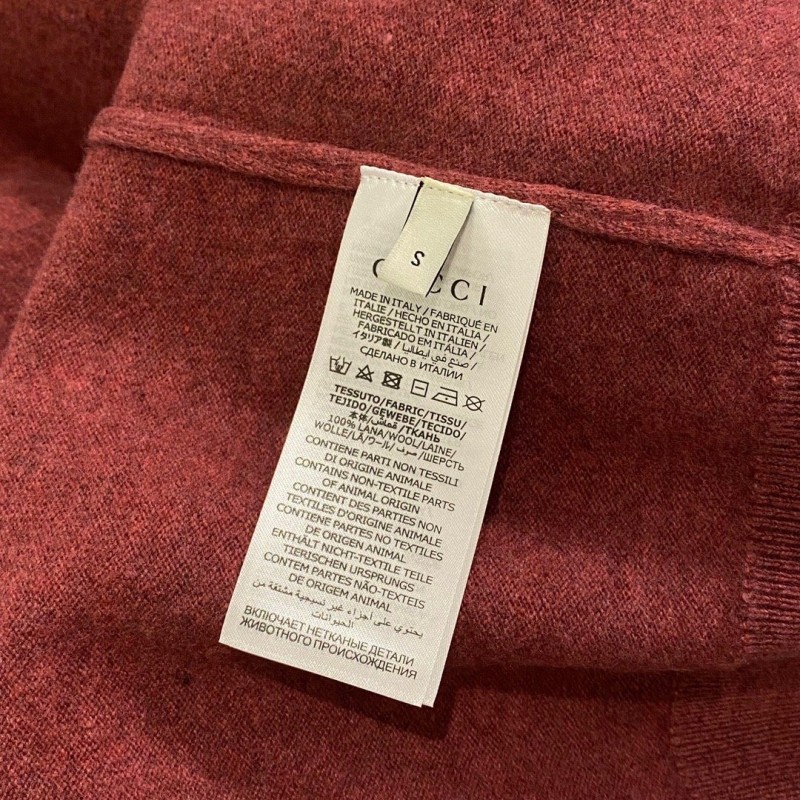 S
GUCCI
MADE IN ITALY / FABRIQUÉ EN
ITALIE / HECHO EN ITALIA /
HERGESTELLT IN ITALIEN /
FABRICADO EM ITÁLIA /
イタリア製 / صنع في ايطاليا /
СДЕЛАНО В ИТАЛИИ
TESSUTO/FABRIC/TISSU/
TEJIDO/GEWEBE/TECIDO/
本体/قماش/ТКАНЬ
100% LANA/WOOL/LAINE/
WOLLE/LÃ/ウール/صوف/ШЕРСТЬ
CONTIENE PARTI NON TESSILI
DI ORIGINE ANIMALE
CONTAINS NON-TEXTILE PARTS
OF ANIMAL ORIGIN
CONTIENT DES PARTIES NON
TEXTILES D'ORIGINE ANIMALE
CONTIENE PARTES NO TEXTILES
DE ORIGEN ANIMAL
ENTHÄLT NICHT-TEXTILE TEILE
TIERISCHEN URSPRUNGS
CONTEM PARTES NÃO-TEXTEIS
DE ORIGEM ANIMAL
يحتوي على أجزاء غير نسيجية مشتقة من
الحيوانات
ВКЛЮЧАЕТ НЕТКАНЫЕ ДЕТАЛИ
ЖИВОТНОГО ПРОИСХОЖДЕНИЯ